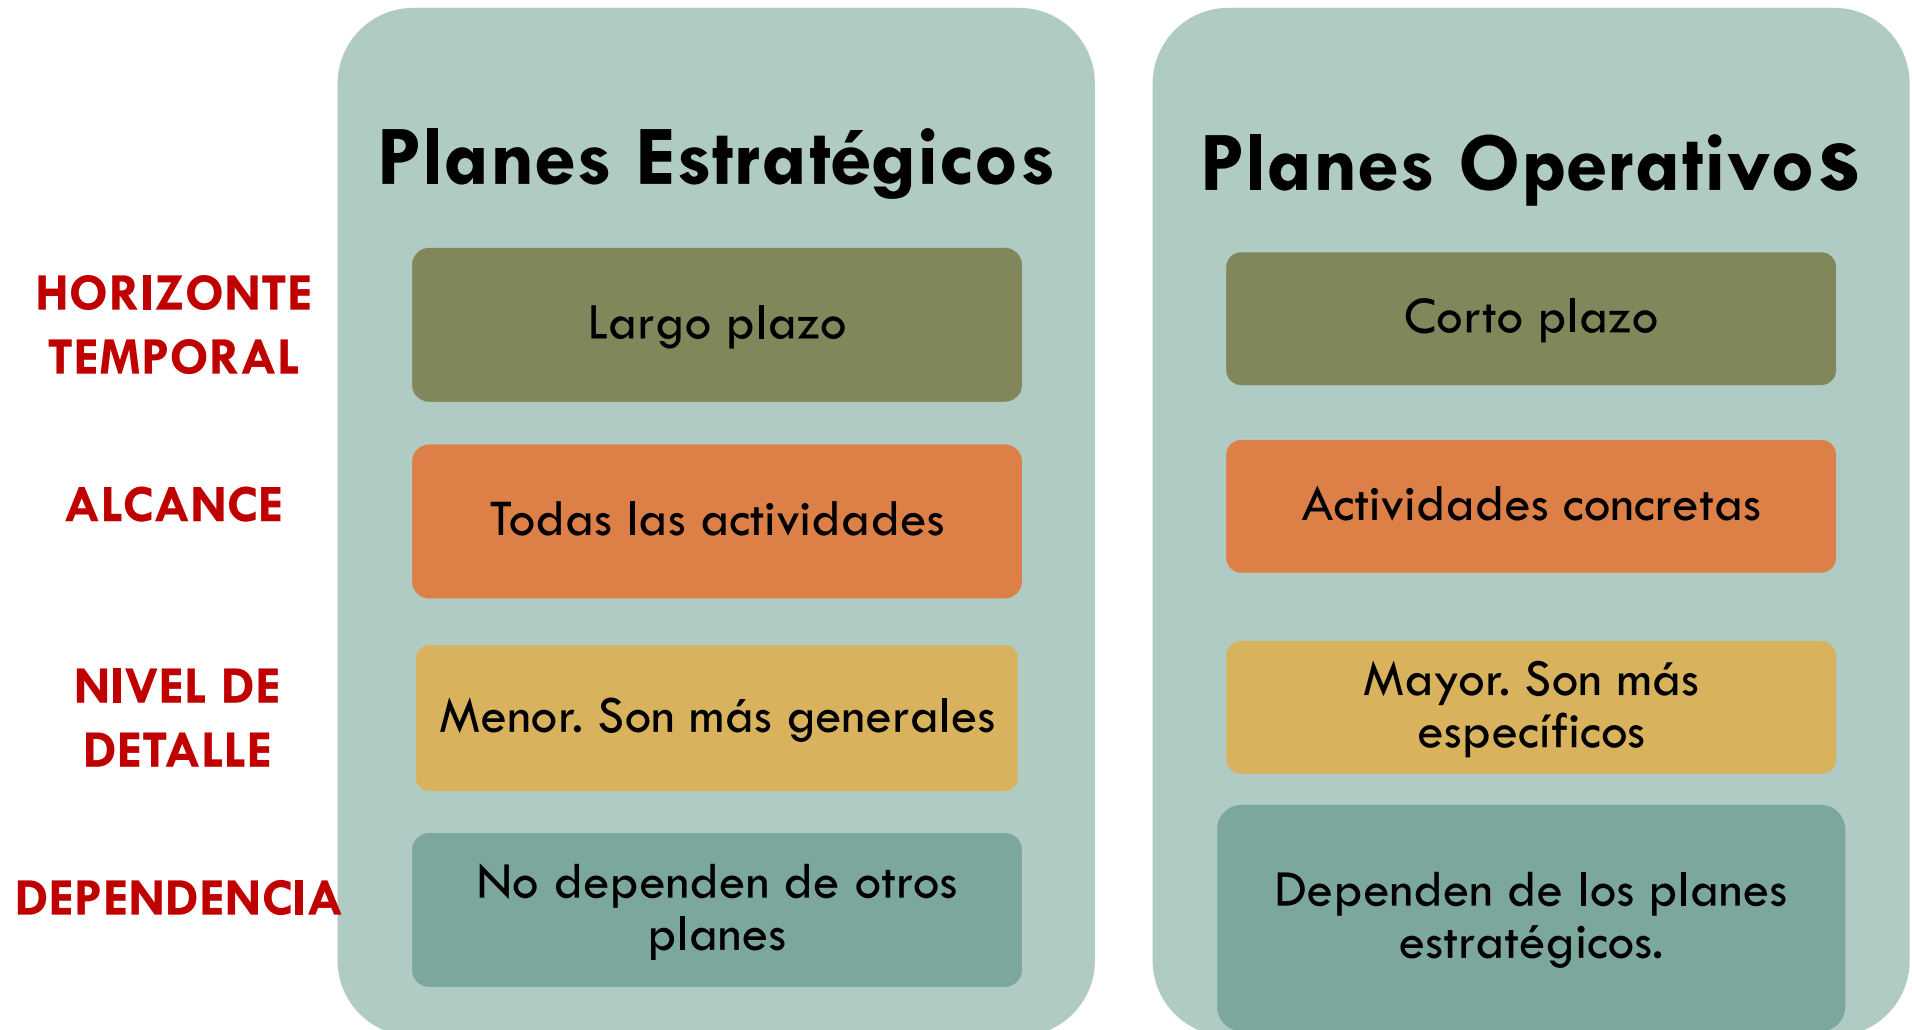 Planes Estratégicos
Planes Operativos
HORIZONTE
TEMPORAL
Largo plazo
Corto plazo
ALCANCE
Todas las actividades
Actividades concretas
NIVEL DE
DETALLE
Menor. Son más generales
Mayor. Son más
específicos
DEPENDENCIA
No dependen de otros
planes
Dependen de los planes
estratégicos.